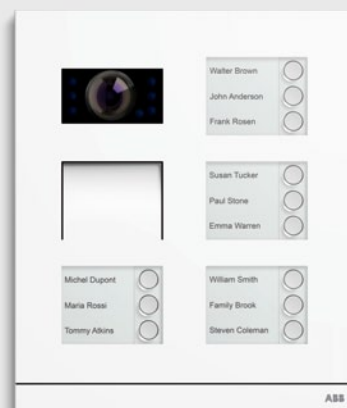 Walter Brown
John Anderson
Frank Rosen
Susan Tucker
Paul Stone
Emma Warren
Michel Dupont
Maria Rossi
Tommy Atkins
William Smith
Family Brook
Steven Coleman
ABB